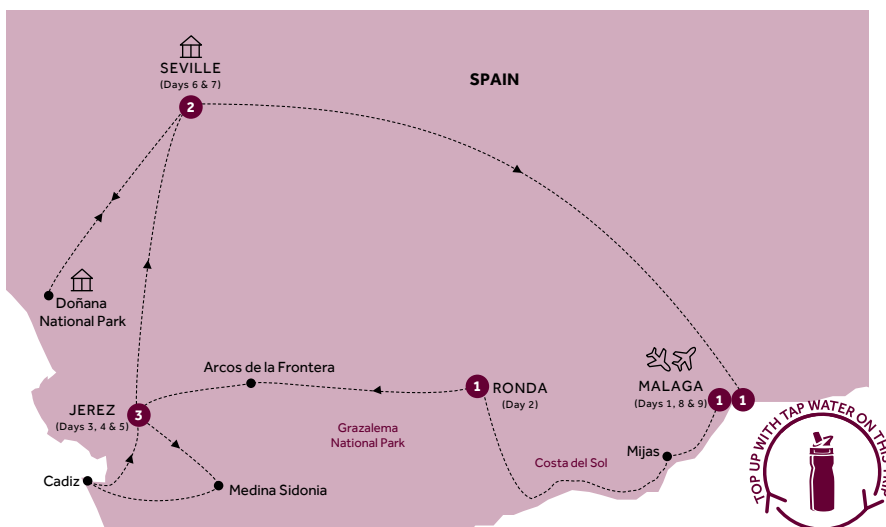 SEVILLE
(Days 6 & 7)
2
SPAIN
Doñana
National Park
Arcos de la Frontera
1
RONDA
(Day 2)
MALAGA
(Days 1, 8 & 9)
1
1
JEREZ
(Days 3, 4 & 5)
3
Grazalema
National Park
Costa del Sol
Mijas
Cadiz
Medina Sidonia
TOP UP WITH TAP WATER ON THIS TRIP